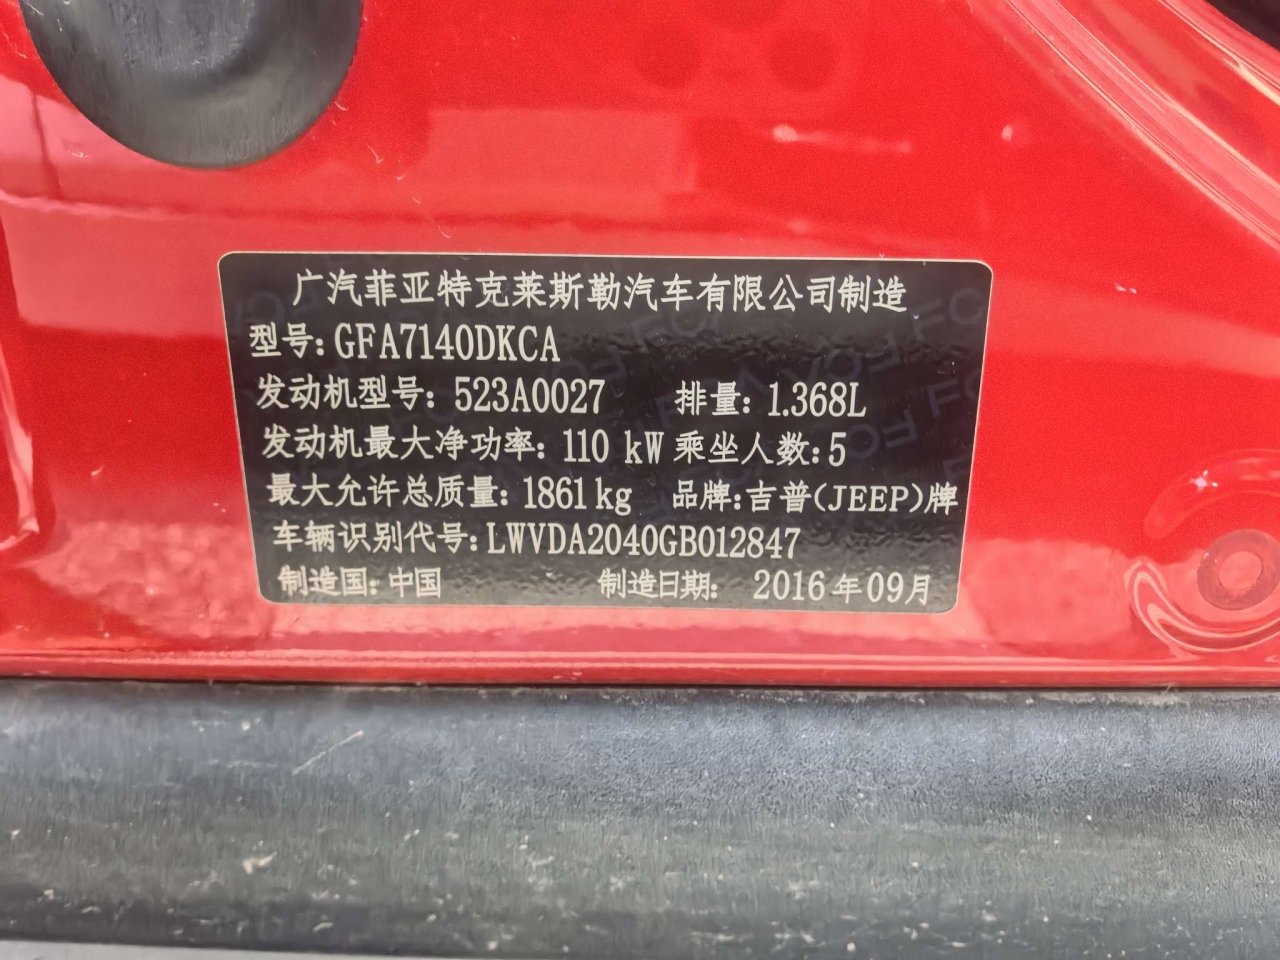 广汽菲亚特克莱斯勒汽车有限公司制造
型号:GFA7140DKCA
发动机型号: 523A0027 排量: 1.368L
发动机最大净功率: 110 kW 乘坐人数:5
最大允许总质量: 1861kg 品牌:吉普(JEEP)牌
车辆识别代号:LWVDA2040GB012847
制造国:中国 制造日期: 2016年09月